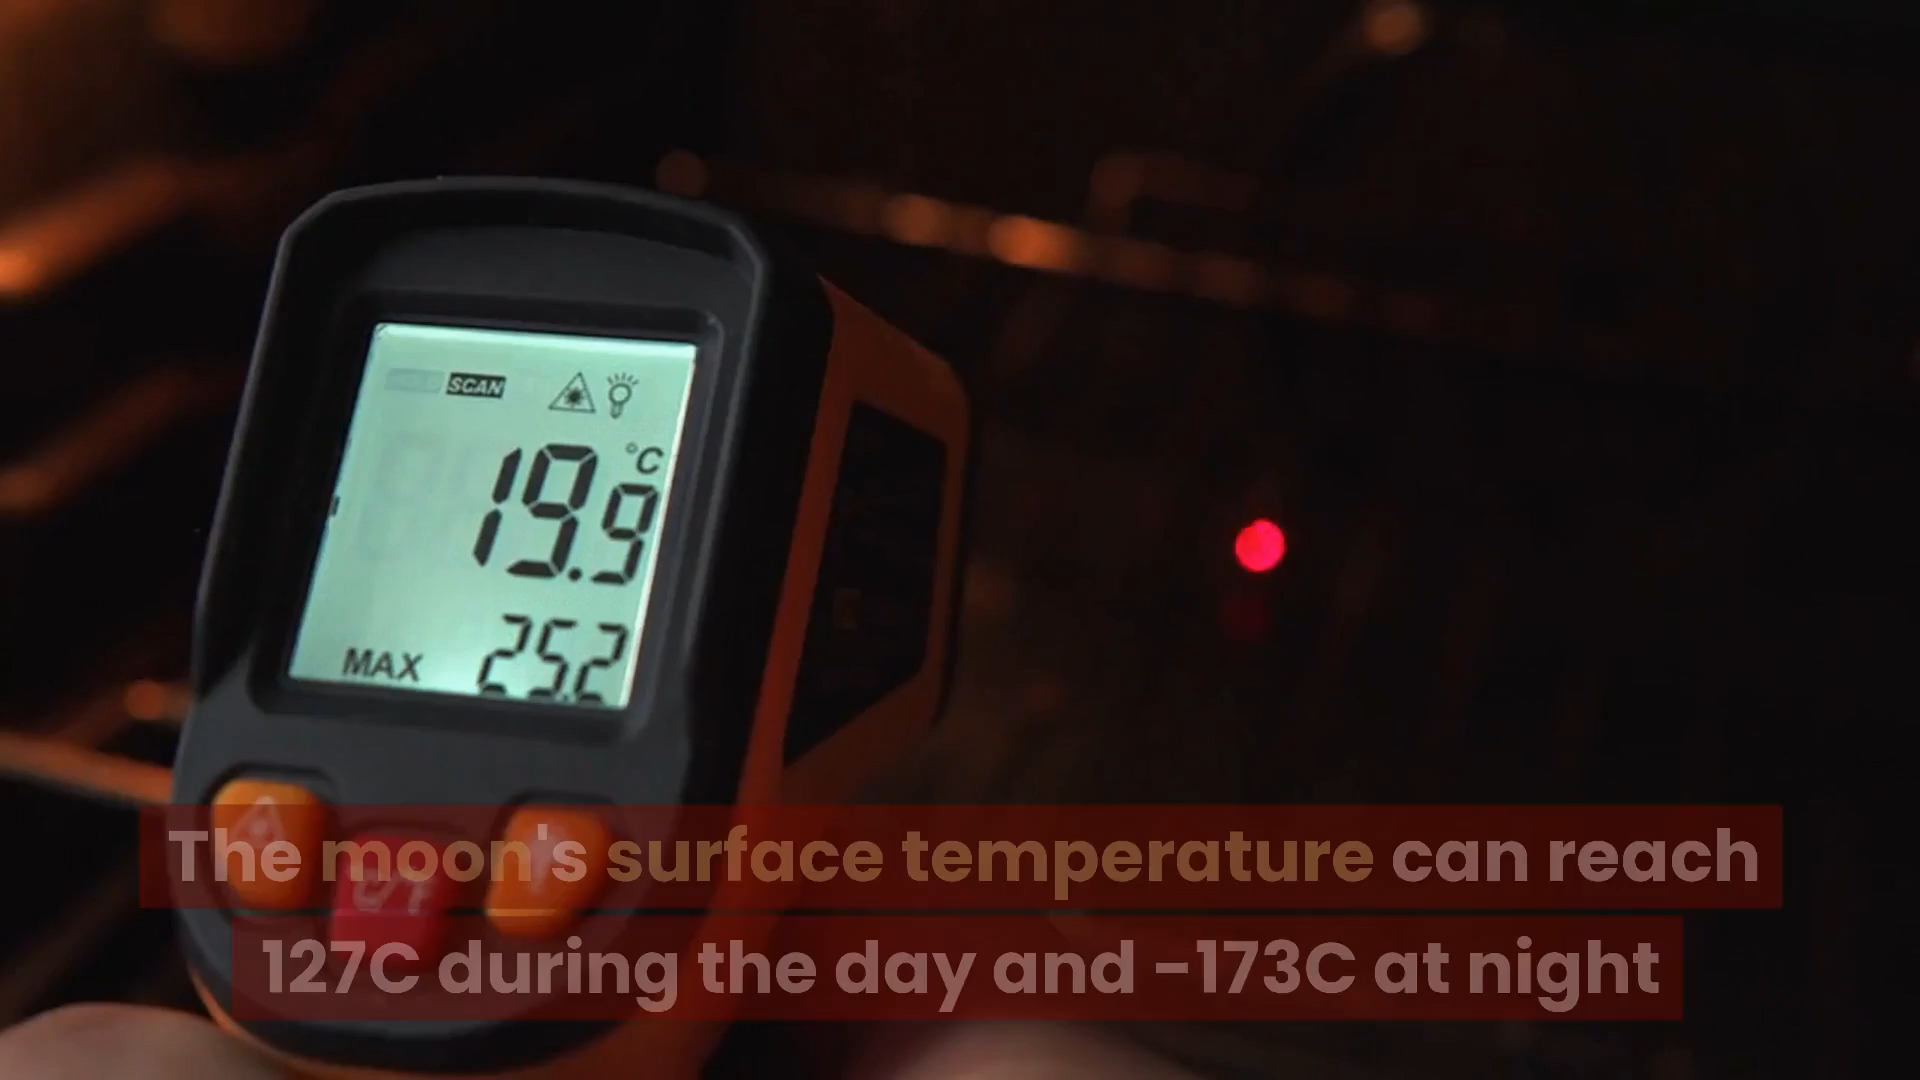 SCAN
°C
19.9
MAX 25.2
The moon's surface temperature can reach
127C during the day and -173C at night